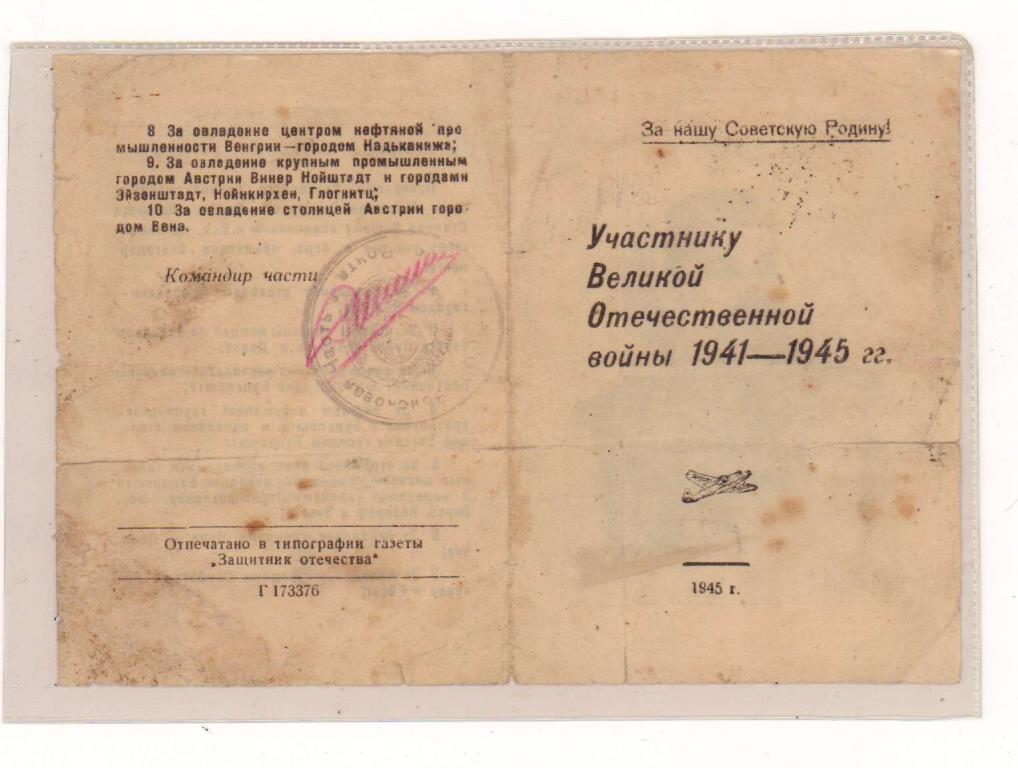 8 За овладение центром нефтяной про
мышленности Венгрии—городом Надьканижа;
9. За овладение крупным промышленным
городом Австрии Винер Нойштадт и городами
Эйзенштадт, Нойнкирхен, Глогнитц;
10 За овладение столицей Австрии горо-
дом Вена.
Командир части
Отпечатано в типографии газеты
„Защитник отечества“
Г 173376
За нашу Советскую Родину!
Участнику
Великой
Отечественной
войны 1941—1945 гг.
1945 г.